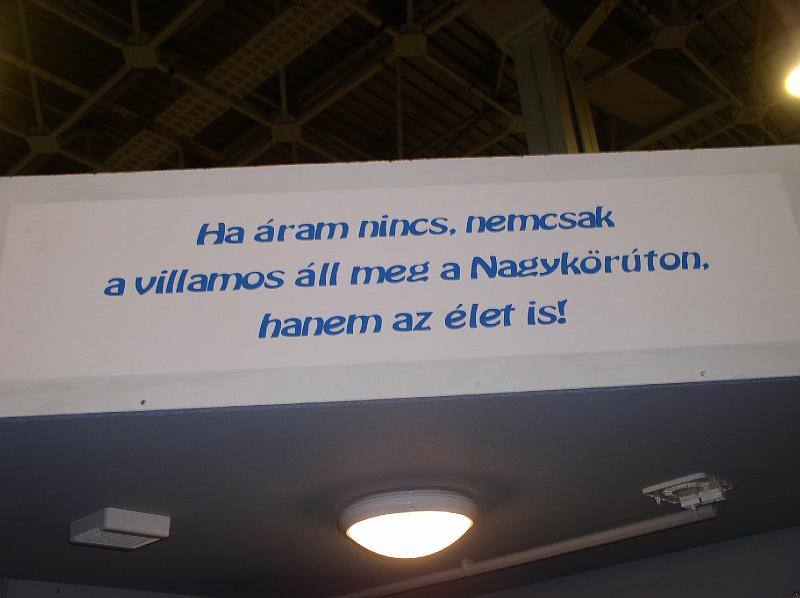 Ha áram nincs, nemcsak
a villamos áll meg a Nagykörúton,
hanem az élet is!